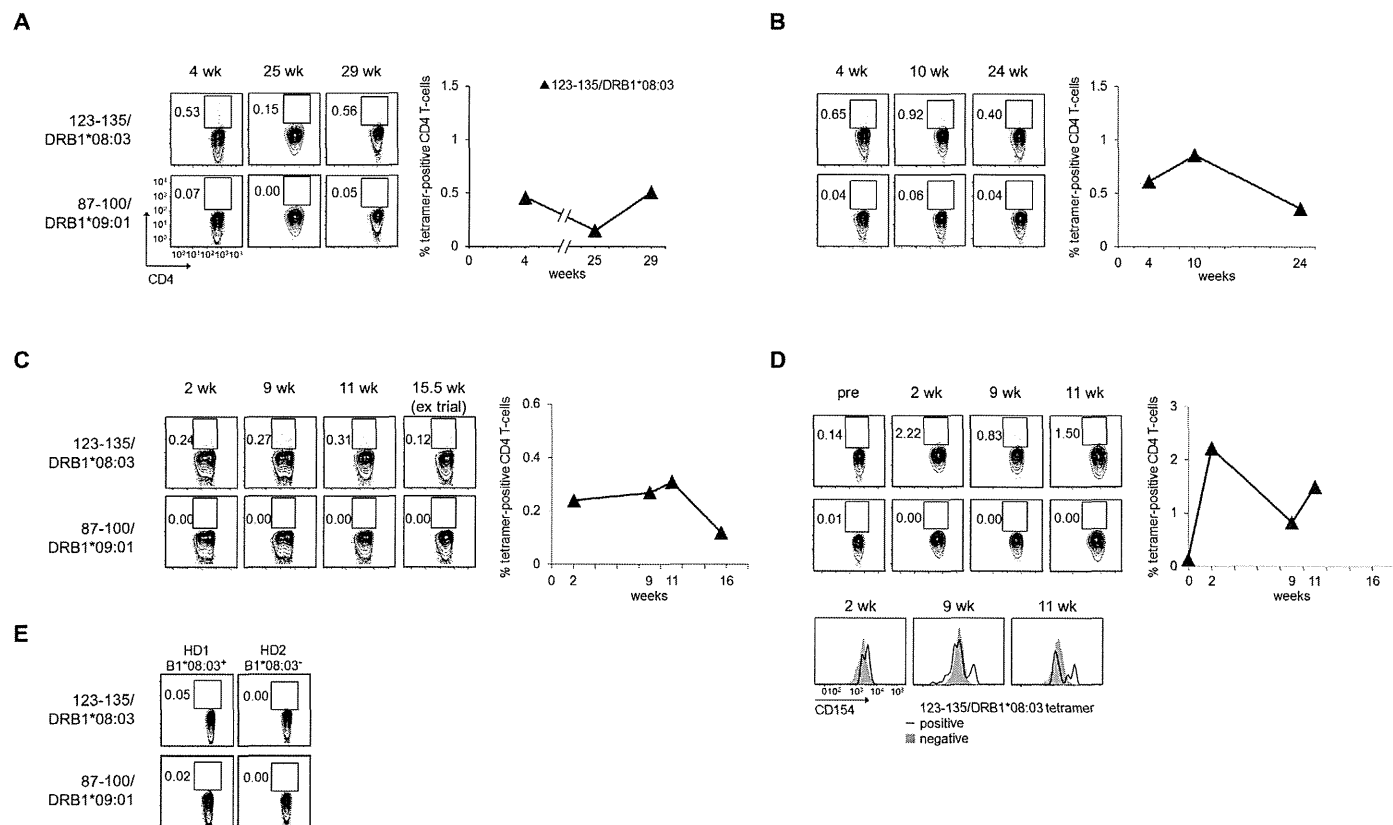 A
4 wk 25 wk 29 wk
123-135/
DRB1*08:03
0.53 0.15 0.56
87-100/
DRB1*09:01
0.07 0.00 0.05
CD4
% tetramer-positive CD4 T-cells
1.5
1
0.5
0
▲ 123-135/DRB1*08:03
0 4 25 29
weeks
B
4 wk 10 wk 24 wk
0.65 0.92 0.40
0.04 0.06 0.04
% tetramer-positive CD4 T-cells
1.5
1
0.5
0
0 4 10 24
weeks
C
2 wk 9 wk 11 wk 15.5 wk
(ex trial)
123-135/
DRB1*08:03
0.24 0.27 0.31 0.12
87-100/
DRB1*09:01
0.00 0.00 0.00 0.00
% tetramer-positive CD4 T-cells
0.6
0.4
0.2
0
0 2 9 11 16
weeks
D
pre 2 wk 9 wk 11 wk
0.14 2.22 0.83 1.50
0.01 0.00 0.00 0.00
% tetramer-positive CD4 T-cells
3
2
1
0
0 2 9 11 16
weeks
2 wk 9 wk 11 wk
CD154
123-135/DRB1*08:03 tetramer
– positive
negative
E
HD1 HD2
B1*08:03⁺ B1*08:03⁻
123-135/
DRB1*08:03
0.05 0.00
87-100/
DRB1*09:01
0.02 0.00